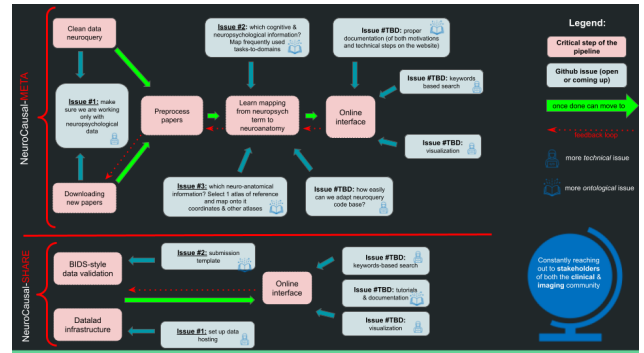 NeuroCausal-META
Clean data
neuroquery
Issue #1: make
sure we are working
only with
neuropsychological
data
Downloading
new papers
Preprocess
papers
Issue #2: which cognitive &
neuropsychological information?
Map frequently used
tasks-to-domains
Learn mapping
from neuropsych
term to
neuroanatomy
Issue #3: which neuro-anatomical
information? Select 1 atlas of reference
and map onto it
coordinates & other atlases
Issue #TBD: proper
documentation (of both motivations
and technical steps on the website)
Issue #TBD: keywords
based search
Online
interface
Issue #TBD:
visualization
Issue #TBD: how easily
can we adapt neuroquery
code base?
Legend:
Critical step of the
pipeline
Github issue (open
or coming up)
once done can move to
feedback loop
more technical issue
more ontological issue
NeuroCausal-SHARE
BIDS-style
data validation
Datalad
infrastructure
Issue #2: submission
template
Issue #1: set up data
hosting
Online
interface
Issue #TBD:
keywords-based search
Issue #TBD: tutorials
& documentation
Issue #TBD:
visualization
Constantly reaching
out to stakeholders
of both the clinical &
imaging community